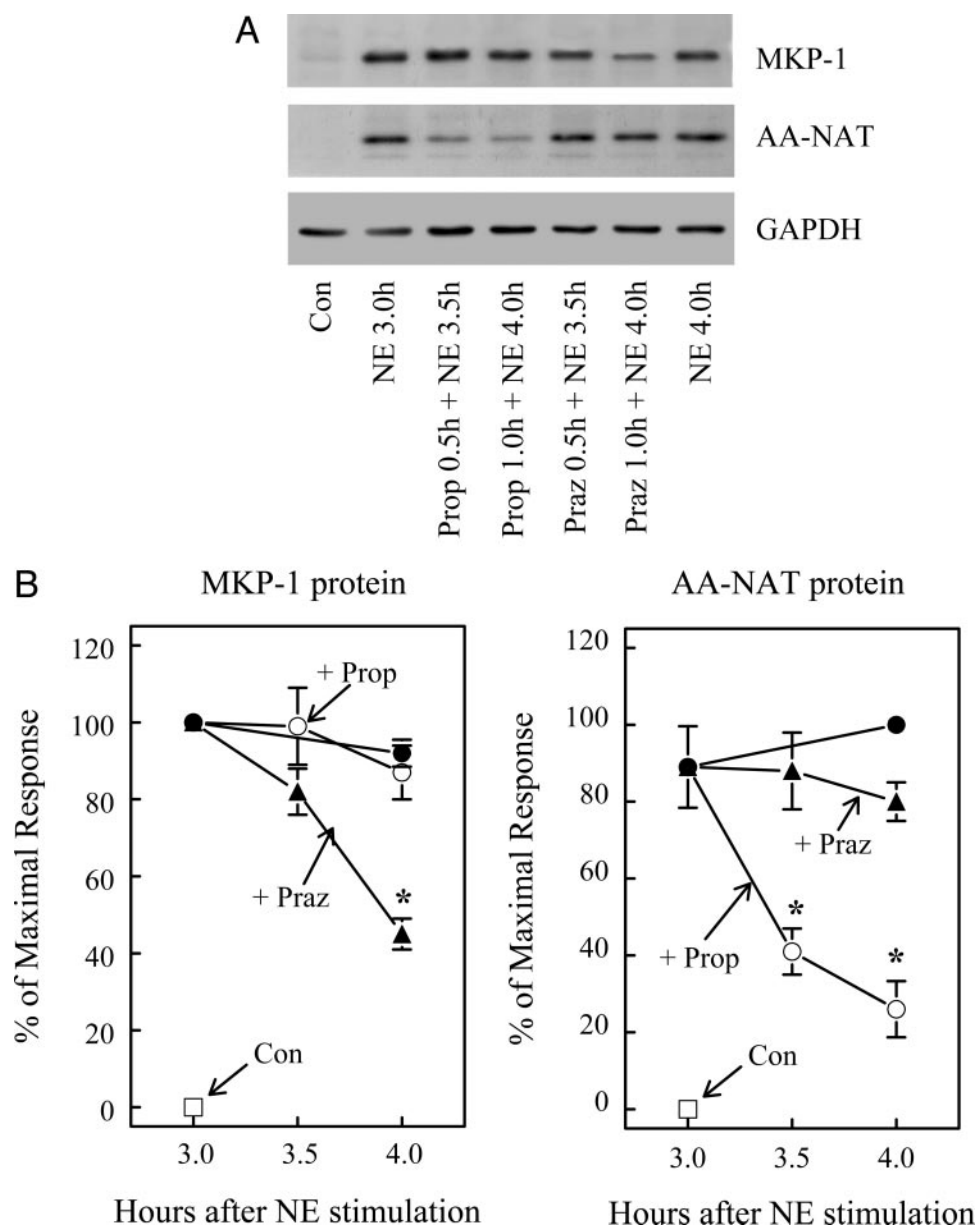 A
MKP-1
AA-NAT
GAPDH
Con
NE 3.0h
Prop 0.5h + NE 3.5h
Prop 1.0h + NE 4.0h
Praz 0.5h + NE 3.5h
Praz 1.0h + NE 4.0h
NE 4.0h
B
MKP-1 protein
% of Maximal Response
120
100
80
60
40
20
0
+ Prop
+ Praz
*
Con
3.0 3.5 4.0
Hours after NE stimulation
AA-NAT protein
% of Maximal Response
120
100
80
60
40
20
0
+ Praz
+ Prop
*
*
Con
3.0 3.5 4.0
Hours after NE stimulation